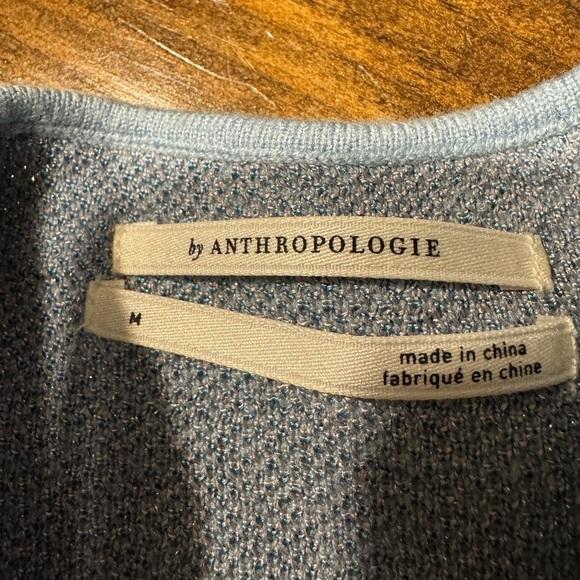 by ANTHROPOLOGIE
M
made in china
fabriqué en chine